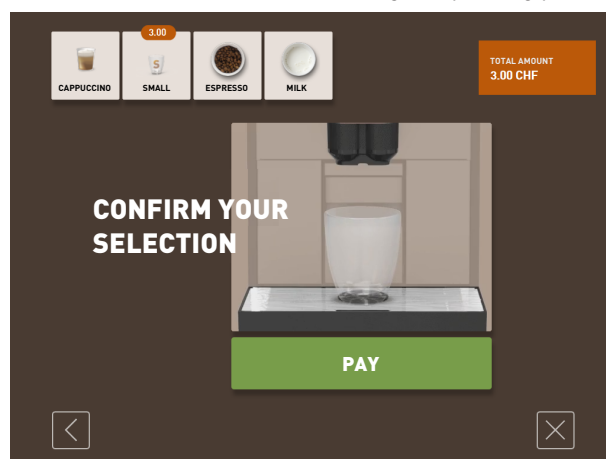 3.00
S
CAPPUCCINO
SMALL
ESPRESSO
MILK
TOTAL AMOUNT
3.00 CHF
CONFIRM YOUR
SELECTION
PAY